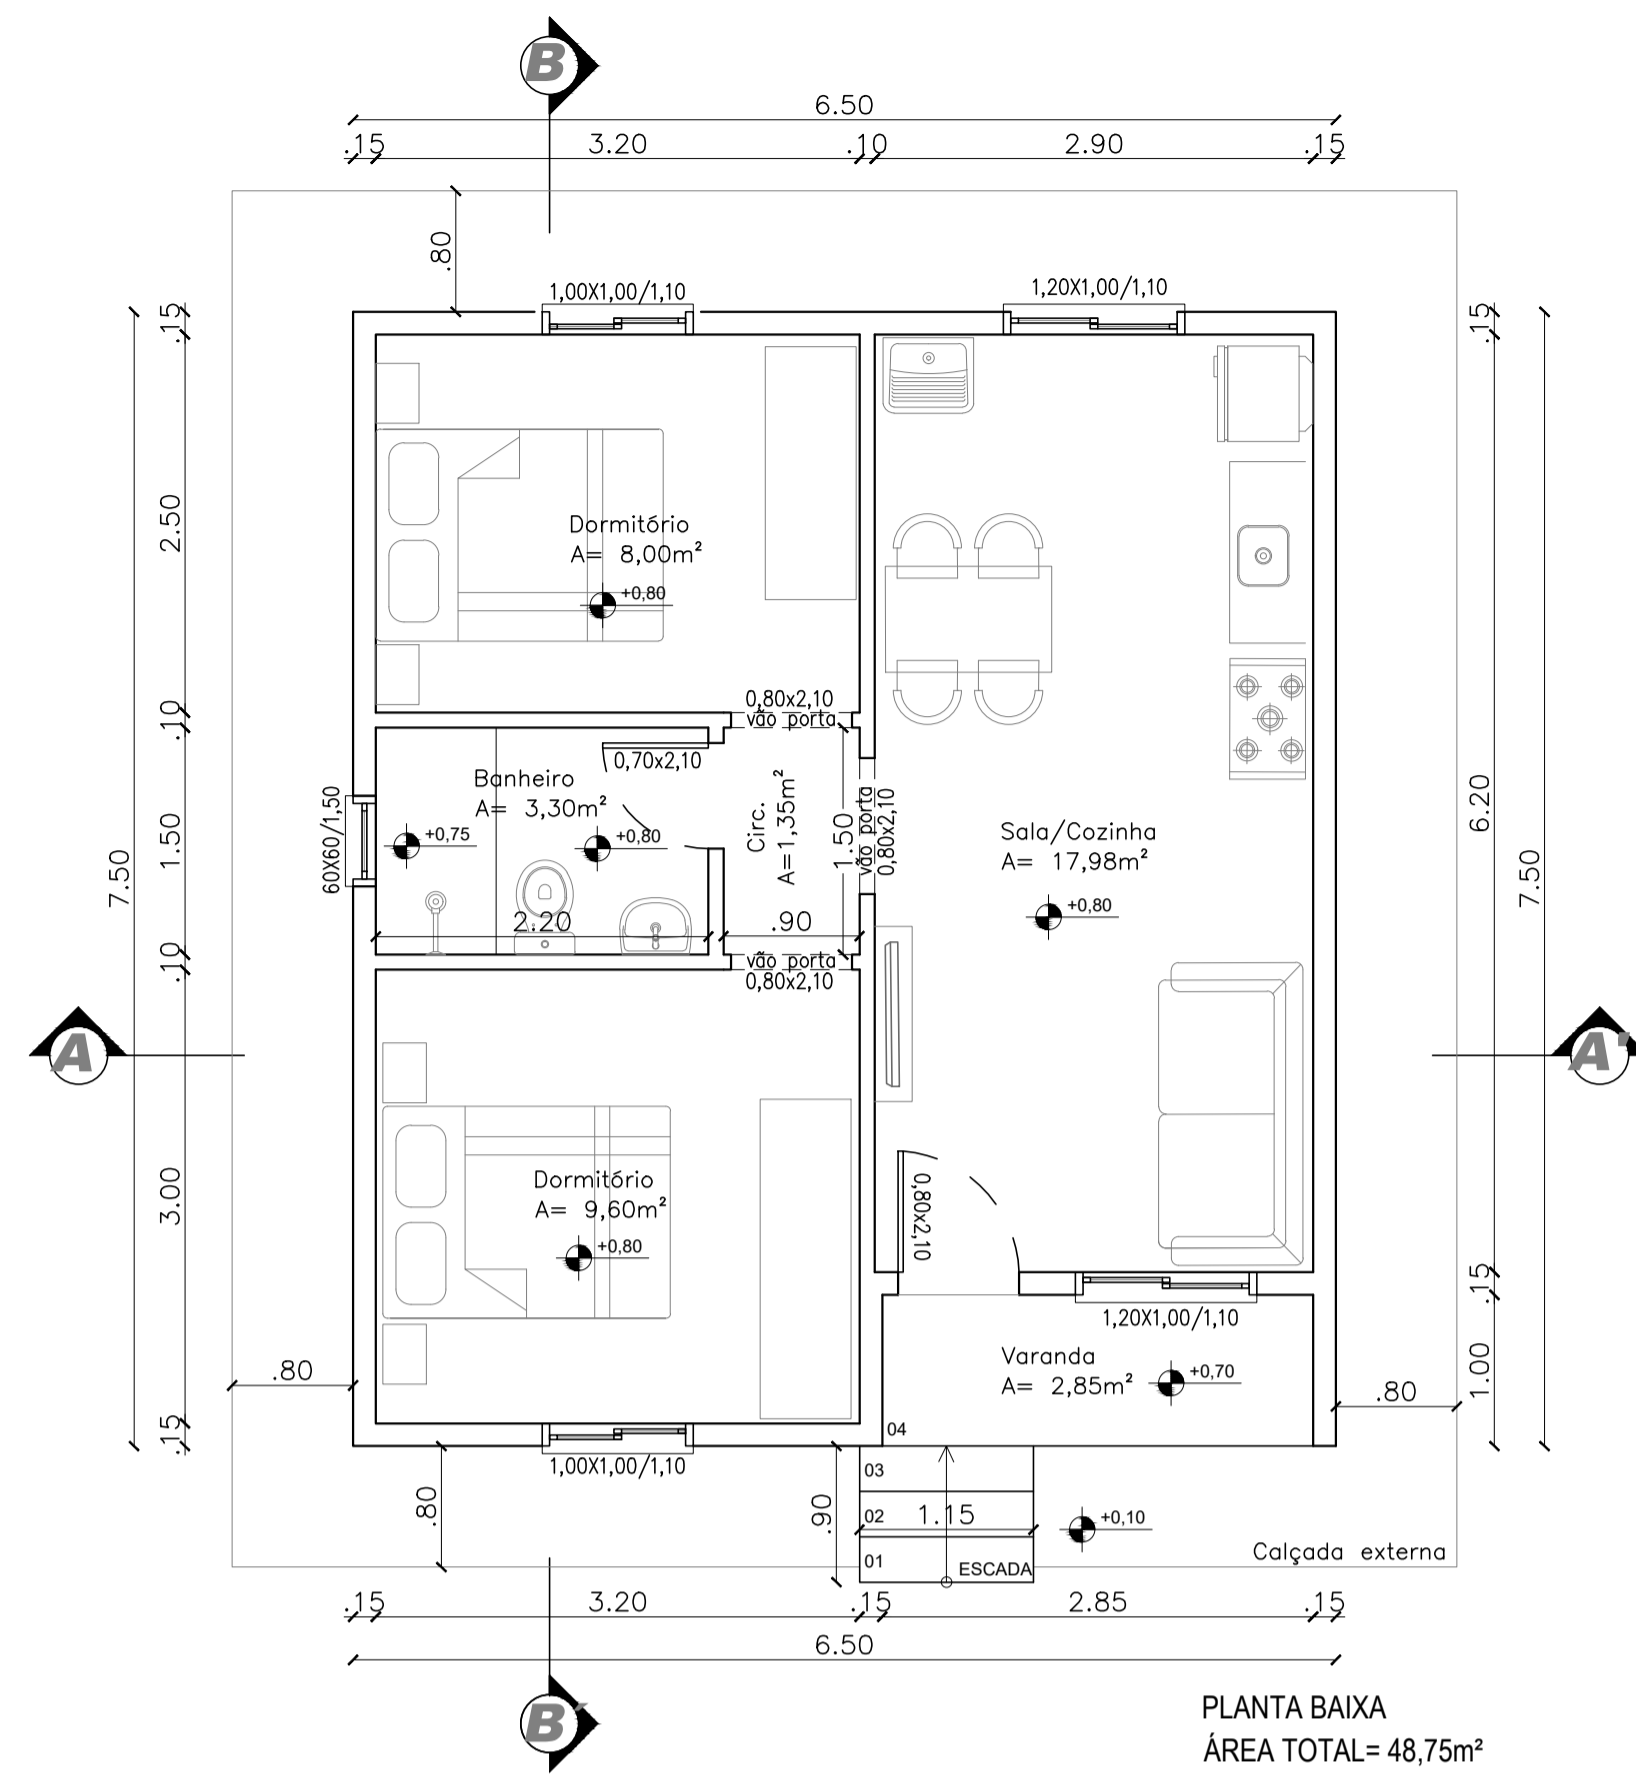 B
6.50
.15 3.20 .10 2.90 .15
.80
1,00X1,00/1,10
1,20X1,00/1,10
.15
.15
2.50
7.50
.10
1.50
.10
3.00
.15
Dormitório
A= 8,00m²
+0,80
0,80x2,10
vão porta
0,70x2,10
Banheiro
A= 3,30m²
+0,75
+0,80
60X60/1,50
2.20
Circ.
A=1,35m²
1.50
.90
vão porta
0,80x2,10
vão porta
0,80x2,10
Sala/Cozinha
A= 17,98m²
+0,80
6.20
7.50
.15
1.00
A
A'
Dormitório
A= 9,60m²
+0,80
0,80x2,10
1,20X1,00/1,10
Varanda
A= 2,85m²
+0,70
.80
.80
04
03
02
01
1.15
ESCADA
.90
.80
1,00X1,00/1,10
+0,10
Calçada externa
.15 3.20 .15 2.85 .15
6.50
B'
PLANTA BAIXA
ÁREA TOTAL= 48,75m²